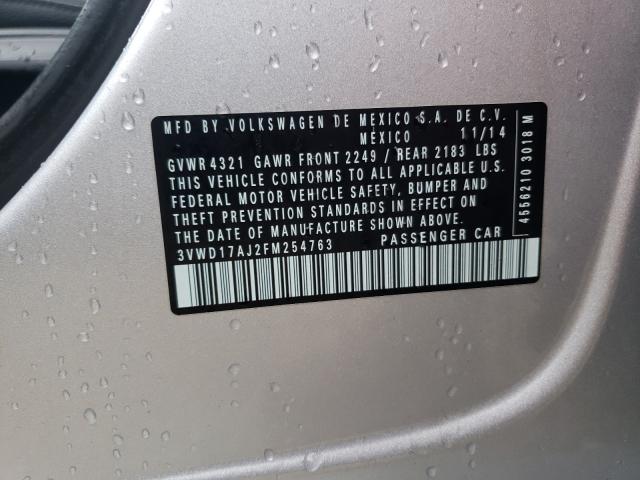 MFD BY VOLKSWAGEN DE MEXICO S.A. DE C.V.
MEXICO 11/14
GVWR 4321 GAWR FRONT 2249 / REAR 2183 LBS
THIS VEHICLE CONFORMS TO ALL APPLICABLE U.S.
FEDERAL MOTOR VEHICLE SAFETY, BUMPER AND
THEFT PREVENTION STANDARDS IN EFFECT ON
THE DATE OF MANUFACTURE SHOWN ABOVE.
3VWD17AJ2FM254763 PASSENGER CAR
4556210 3018 M